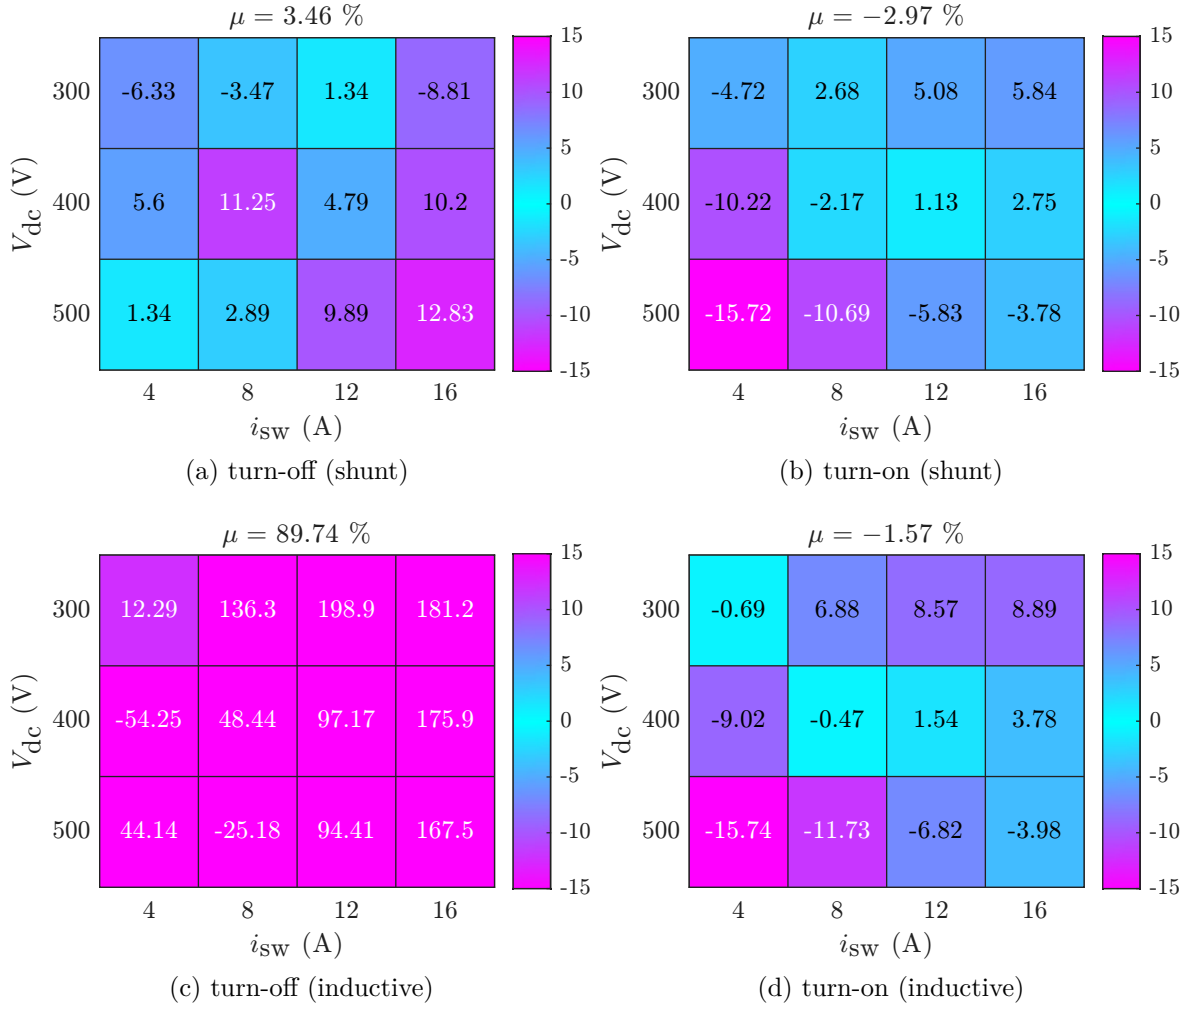 μ = 3.46 %
μ = −2.97 %
300 -6.33 -3.47 1.34 -8.81
400 5.6 11.25 4.79 10.2
500 1.34 2.89 9.89 12.83
4 8 12 16
V_dc (V)
i_sw (A)
15
10
5
0
-5
-10
-15
(a) turn-off (shunt)
300 -4.72 2.68 5.08 5.84
400 -10.22 -2.17 1.13 2.75
500 -15.72 -10.69 -5.83 -3.78
4 8 12 16
V_dc (V)
i_sw (A)
15
10
5
0
-5
-10
-15
(b) turn-on (shunt)
μ = 89.74 %
300 12.29 136.3 198.9 181.2
400 -54.25 48.44 97.17 175.9
500 44.14 -25.18 94.41 167.5
4 8 12 16
V_dc (V)
i_sw (A)
15
10
5
0
-5
-10
-15
(c) turn-off (inductive)
μ = −1.57 %
300 -0.69 6.88 8.57 8.89
400 -9.02 -0.47 1.54 3.78
500 -15.74 -11.73 -6.82 -3.98
4 8 12 16
V_dc (V)
i_sw (A)
15
10
5
0
-5
-10
-15
(d) turn-on (inductive)